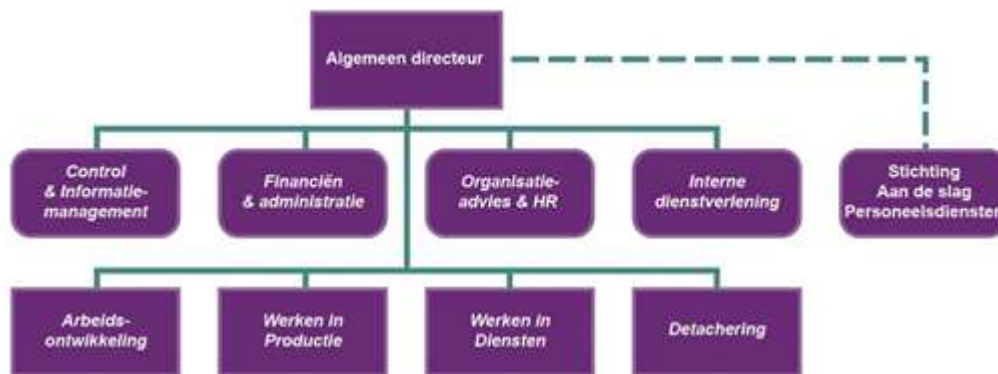 Algemeen directeur
Control
& Informatie-
management
Financiën
& administratie
Organisatie-
advies & HR
Interne
dienstverlening
Stichting
Aan de slag
Personeelsdiensten
Arbeids-
ontwikkeling
Werken in
Productie
Werken in
Diensten
Detachering